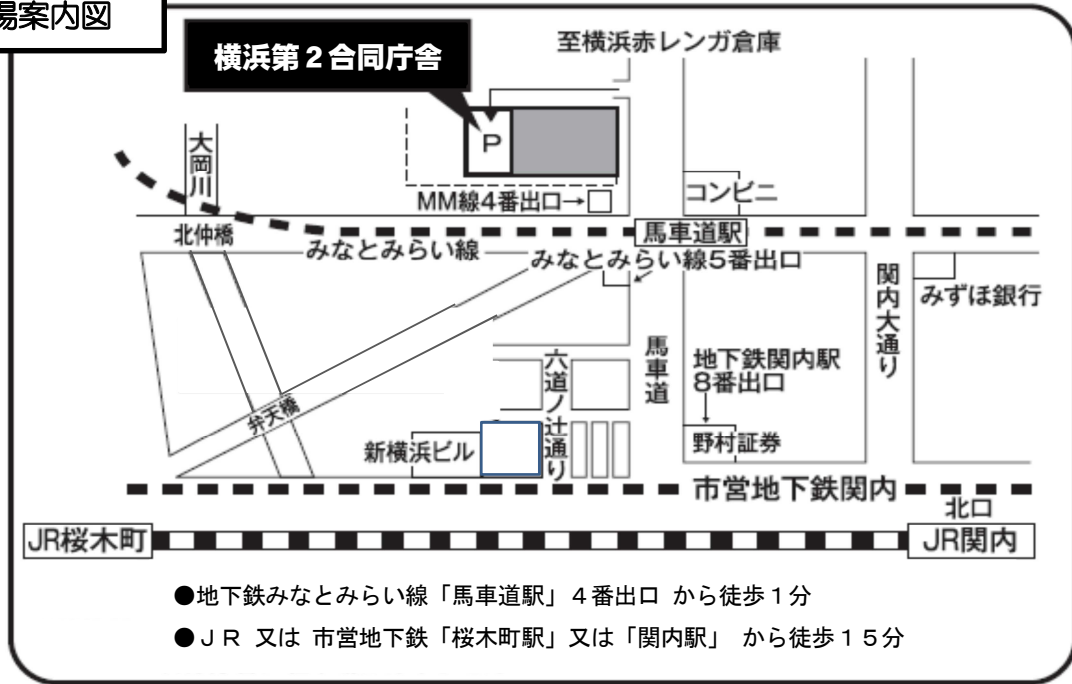 場案内図
横浜第２合同庁舎
至横浜赤レンガ倉庫
大岡川
P
MM線4番出口→
コンビニ
北仲橋
みなとみらい線
馬車道駅
みなとみらい線5番出口
関内大通り
みずほ銀行
六道ノ辻通り
馬車道
地下鉄関内駅
8番出口
弁天橋
新横浜ビル
野村証券
市営地下鉄関内
北口
JR桜木町
JR関内
●地下鉄みなとみらい線「馬車道駅」４番出口 から徒歩１分
●ＪＲ 又は 市営地下鉄「桜木町駅」又は「関内駅」 から徒歩１５分